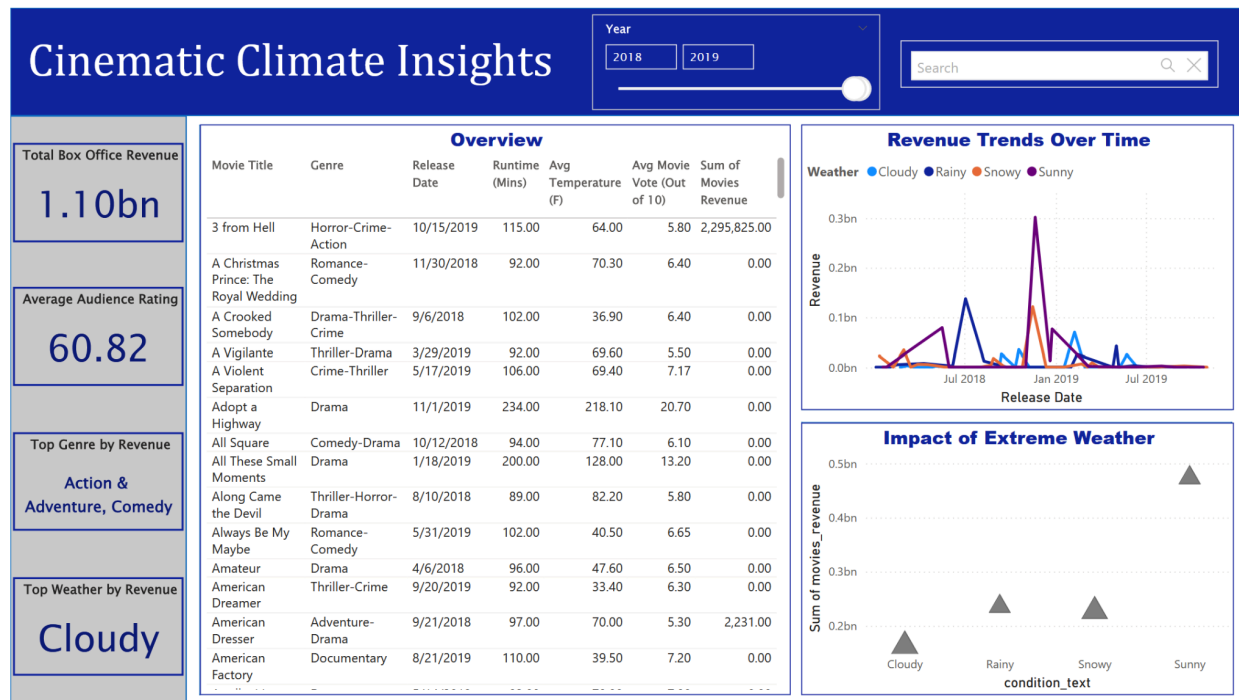 Cinematic Climate Insights
Year
2018 2019
Search
Total Box Office Revenue
1.10bn
Average Audience Rating
60.82
Top Genre by Revenue
Action &
Adventure, Comedy
Top Weather by Revenue
Cloudy
Overview
Movie Title Genre Release Runtime Avg Avg Movie Sum of
Date (Mins) Temperature Vote (Out Movies
(F) of 10) Revenue
3 from Hell Horror-Crime- 10/15/2019 115.00 64.00 5.80 2,295,825.00
Action
A Christmas Romance- 11/30/2018 92.00 70.30 6.40 0.00
Prince: The Comedy
Royal Wedding
A Crooked Drama-Thriller- 9/6/2018 102.00 36.90 6.40 0.00
Somebody Crime
A Vigilante Thriller-Drama 3/29/2019 92.00 69.60 5.50 0.00
A Violent Crime-Thriller 5/17/2019 106.00 69.40 7.17 0.00
Separation
Adopt a Drama 11/1/2019 234.00 218.10 20.70 0.00
Highway
All Square Comedy-Drama 10/12/2018 94.00 77.10 6.10 0.00
All These Small Drama 1/18/2019 200.00 128.00 13.20 0.00
Moments
Along Came Thriller-Horror- 8/10/2018 89.00 82.20 5.80 0.00
the Devil Drama
Always Be My Romance- 5/31/2019 102.00 40.50 6.65 0.00
Maybe Comedy
Amateur Drama 4/6/2018 96.00 47.60 6.50 0.00
American Thriller-Crime 9/20/2019 92.00 33.40 6.30 0.00
Dreamer
American Adventure- 9/21/2018 97.00 70.00 5.30 2,231.00
Dresser Drama
American Documentary 8/21/2019 110.00 39.50 7.20 0.00
Factory
Revenue Trends Over Time
Weather Cloudy Rainy Snowy Sunny
0.3bn
0.2bn
0.1bn
0.0bn
Revenue
Jul 2018 Jan 2019 Jul 2019
Release Date
Impact of Extreme Weather
0.5bn
0.4bn
0.3bn
0.2bn
Sum of movies_revenue
Cloudy Rainy Snowy Sunny
condition_text